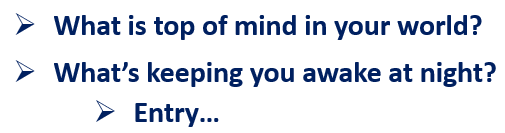 ➢ What is top of mind in your world?
➢ What’s keeping you awake at night?
➢ Entry…